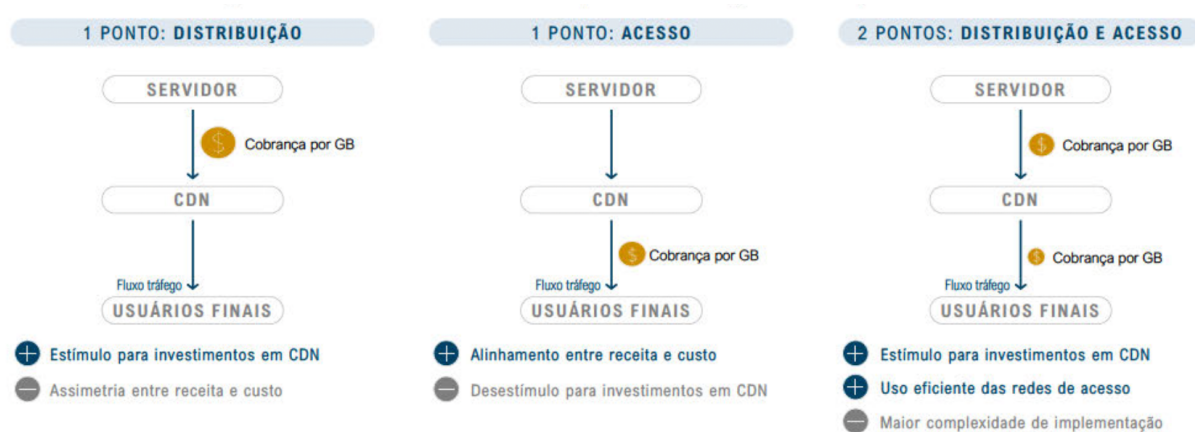 1 PONTO: DISTRIBUIÇÃO
SERVIDOR
$
Cobrança por GB
CDN
Fluxo tráfego
USUÁRIOS FINAIS
+ Estímulo para investimentos em CDN
− Assimetria entre receita e custo
1 PONTO: ACESSO
SERVIDOR
CDN
$
Cobrança por GB
Fluxo tráfego
USUÁRIOS FINAIS
+ Alinhamento entre receita e custo
− Desestímulo para investimentos em CDN
2 PONTOS: DISTRIBUIÇÃO E ACESSO
SERVIDOR
$
Cobrança por GB
CDN
$
Cobrança por GB
Fluxo tráfego
USUÁRIOS FINAIS
+ Estímulo para investimentos em CDN
+ Uso eficiente das redes de acesso
− Maior complexidade de implementação